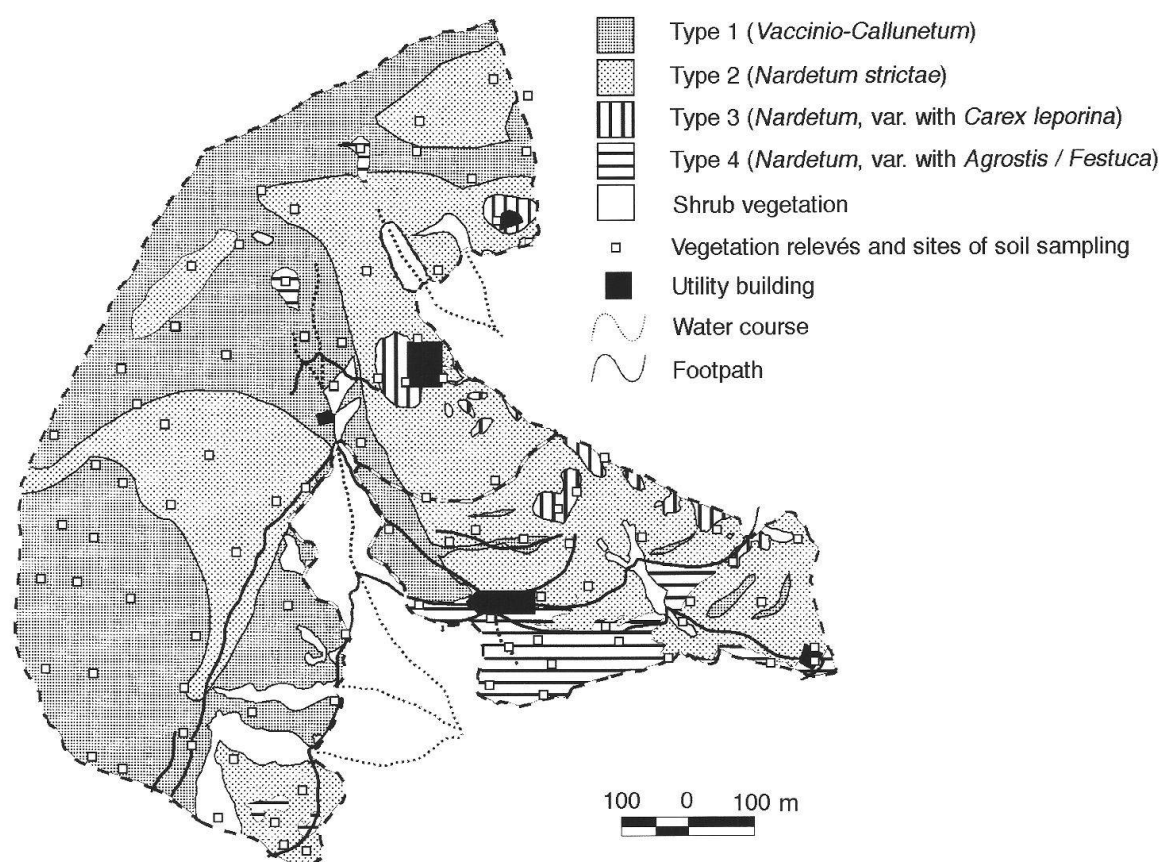 Type 1 (Vaccinio-Callunetum)
Type 2 (Nardetum strictae)
Type 3 (Nardetum, var. with Carex leporina)
Type 4 (Nardetum, var. with Agrostis / Festuca)
Shrub vegetation
Vegetation relevés and sites of soil sampling
Utility building
Water course
Footpath
100 0 100 m